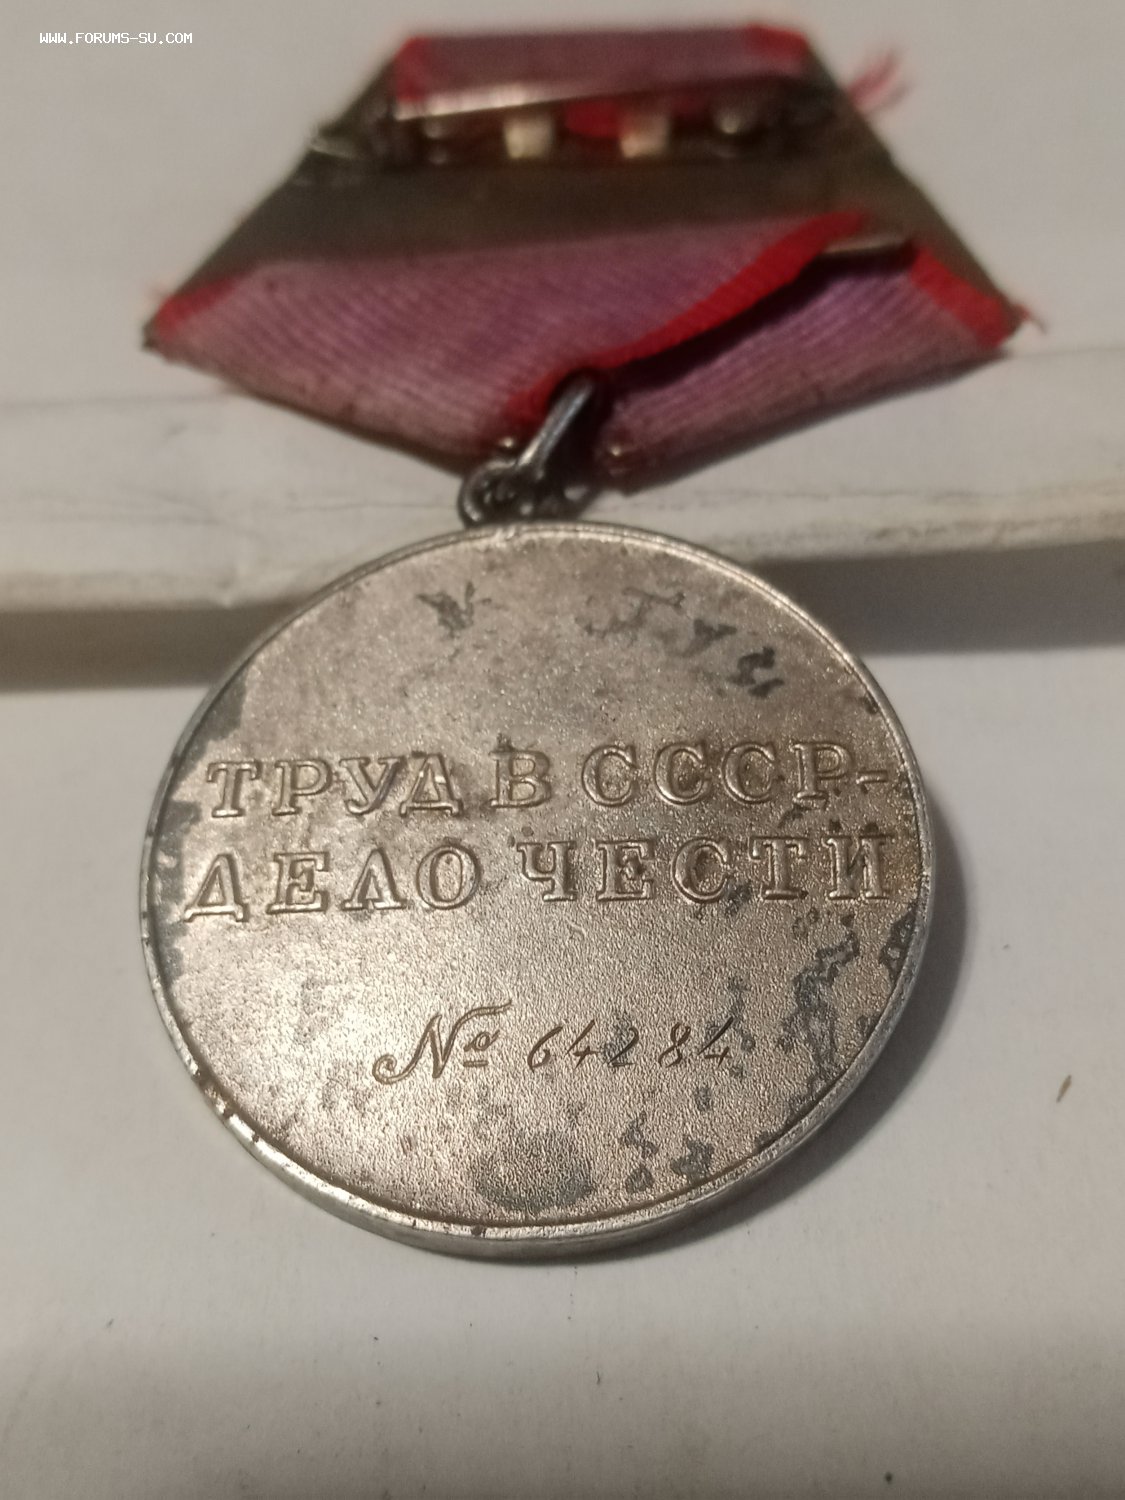 WWW.FORUMS-SU.COM
ТРУД В СССР-
ДЕЛО ЧЕСТИ
№ 64284